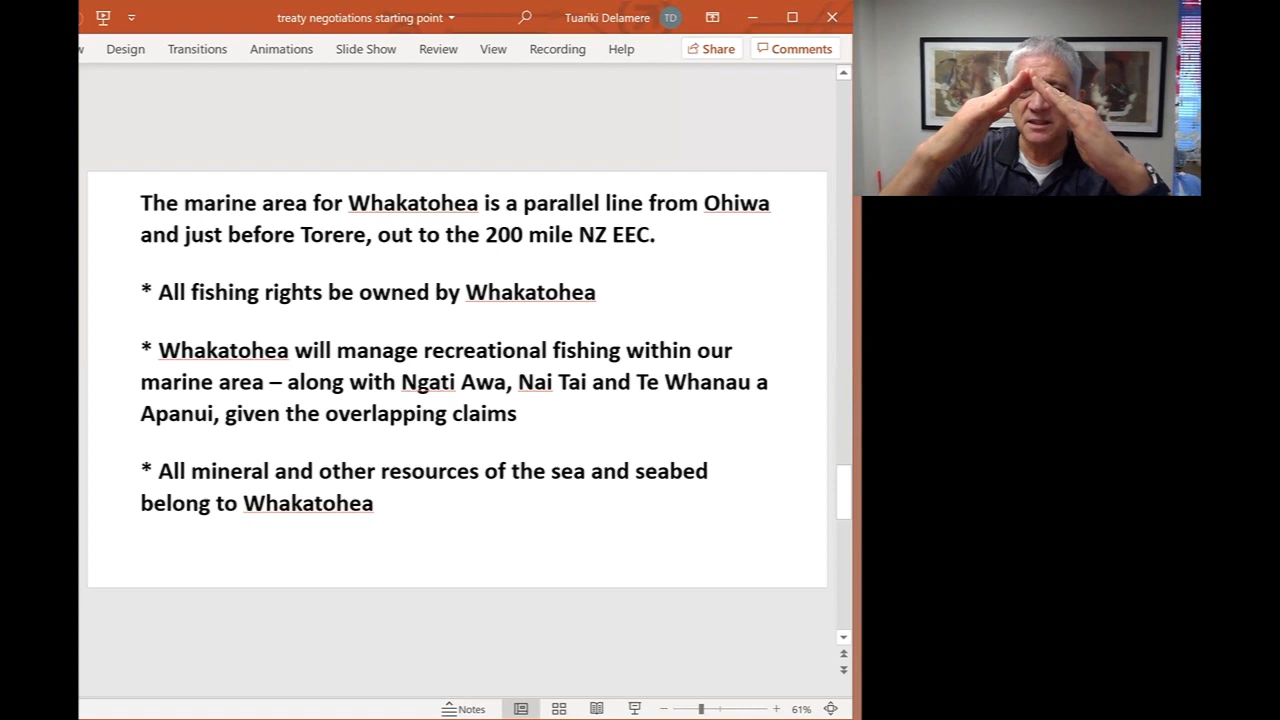 treaty negotiations starting point
Tuariki Delamere TD
Design Transitions Animations Slide Show Review View Recording Help Share Comments
The marine area for Whakatohea is a parallel line from Ohiwa
and just before Torere, out to the 200 mile NZ EEC.
* All fishing rights be owned by Whakatohea
* Whakatohea will manage recreational fishing within our
marine area – along with Ngati Awa, Nai Tai and Te Whanau a
Apanui, given the overlapping claims
* All mineral and other resources of the sea and seabed
belong to Whakatohea
Notes 61%